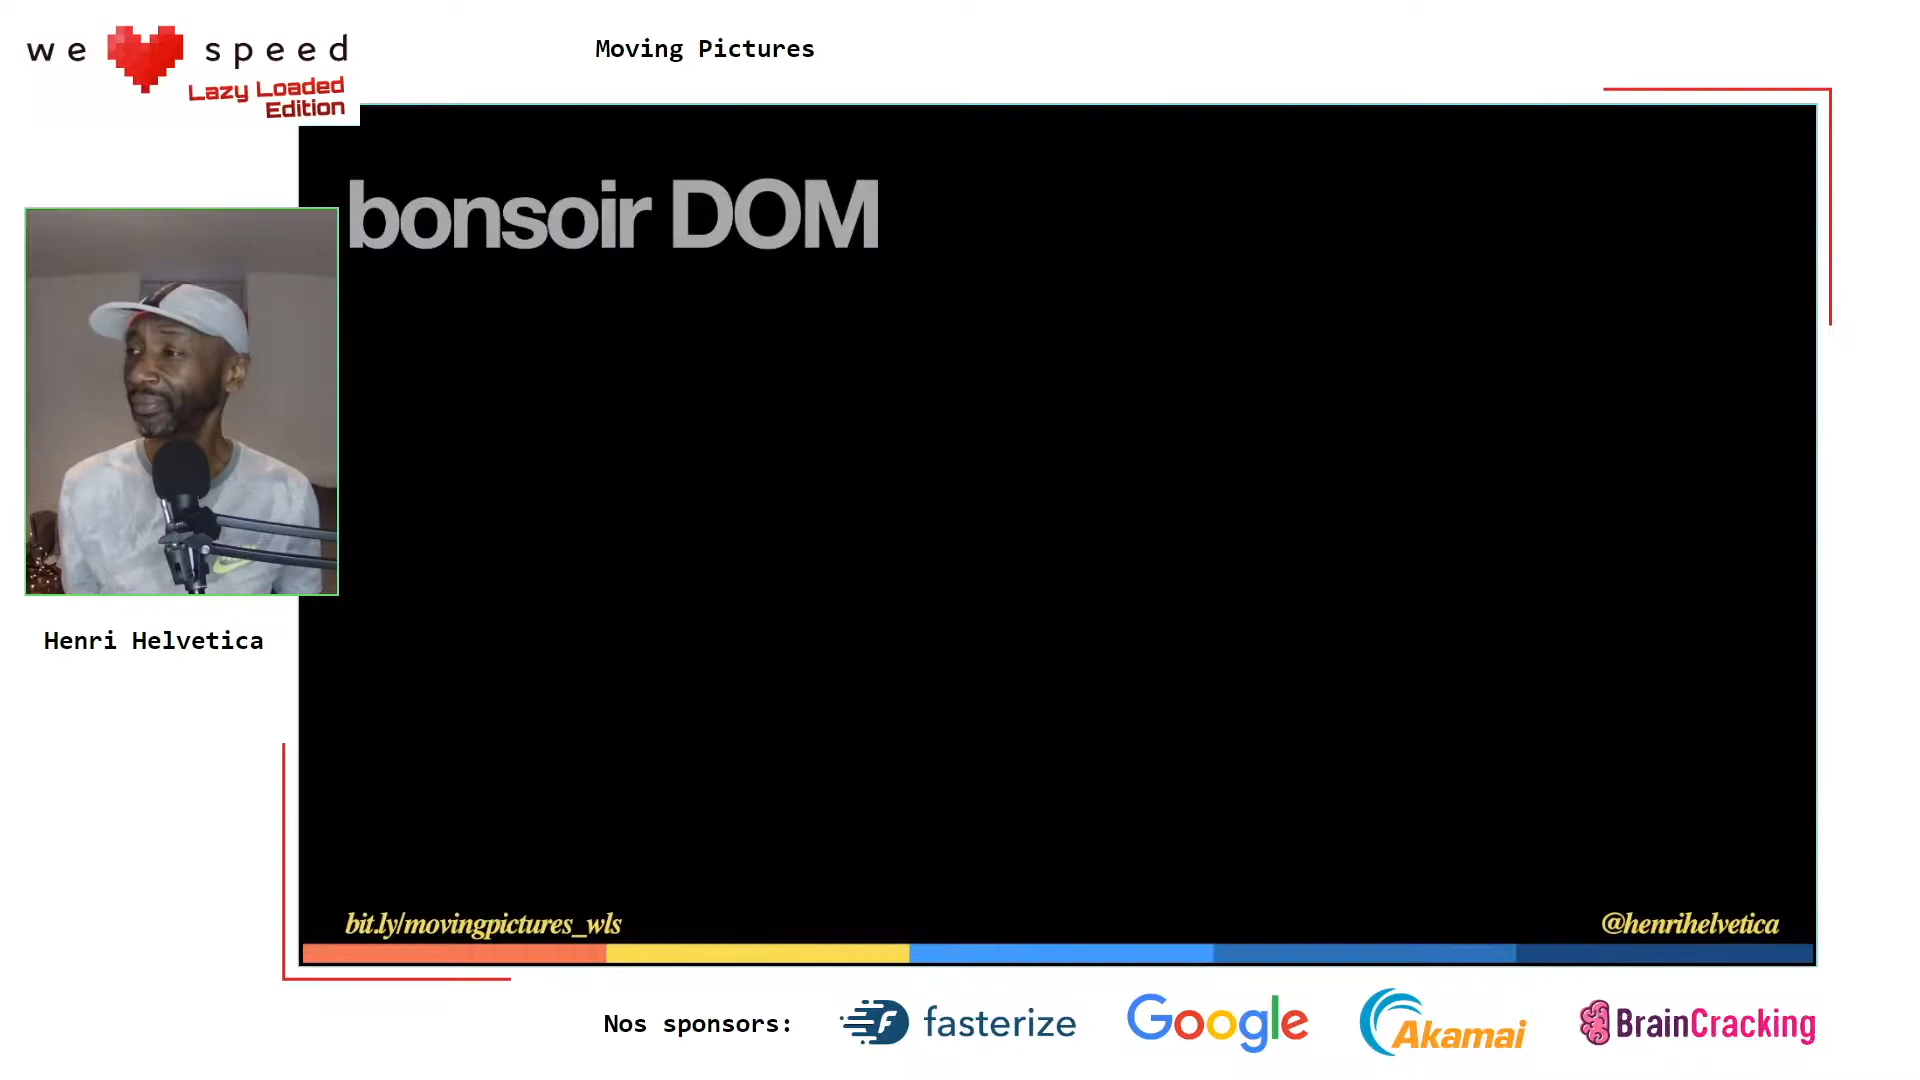 we speed
Lazy Loaded
Edition
Moving Pictures
bonsoir DOM
Henri Helvetica
bit.ly/movingpictures_wls
@henrihelvetica
Nos sponsors:
fasterize
Google
Akamai
BrainCracking